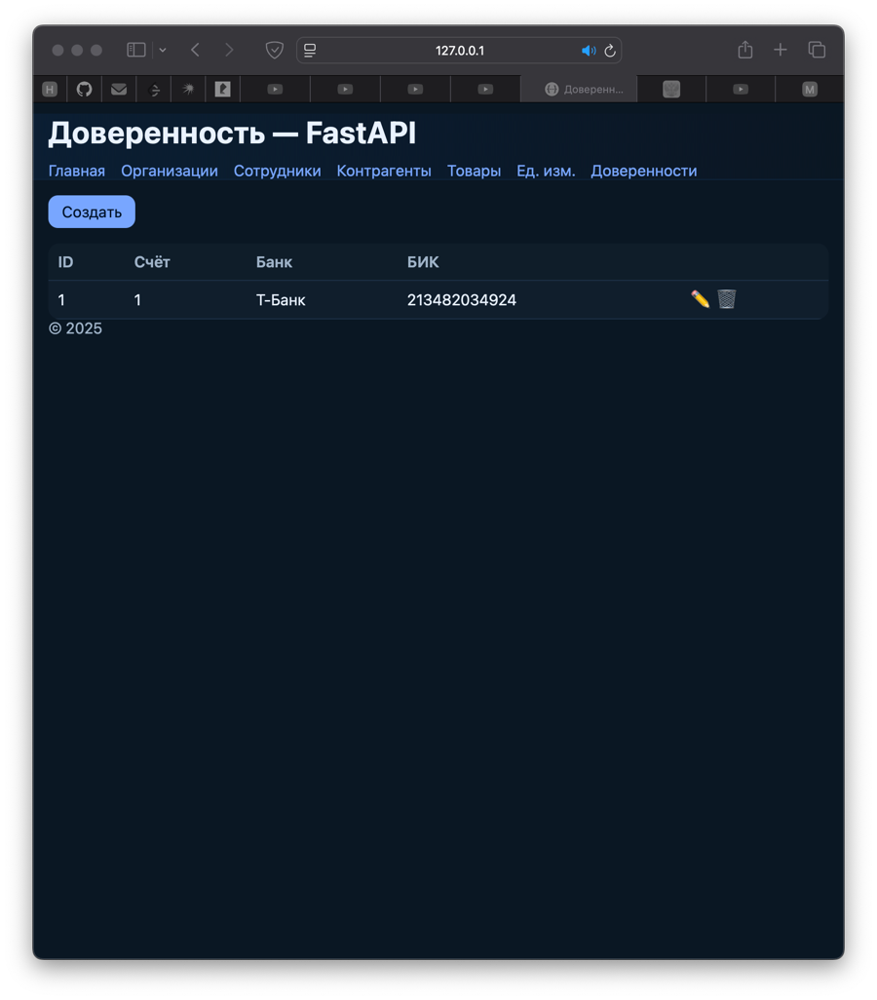 127.0.0.1
H
Доверенн...
M
Доверенность — FastAPI
Главная Организации Сотрудники Контрагенты Товары Ед. изм. Доверенности
Создать
ID Счёт Банк БИК
1 1 Т-Банк 213482034924
© 2025